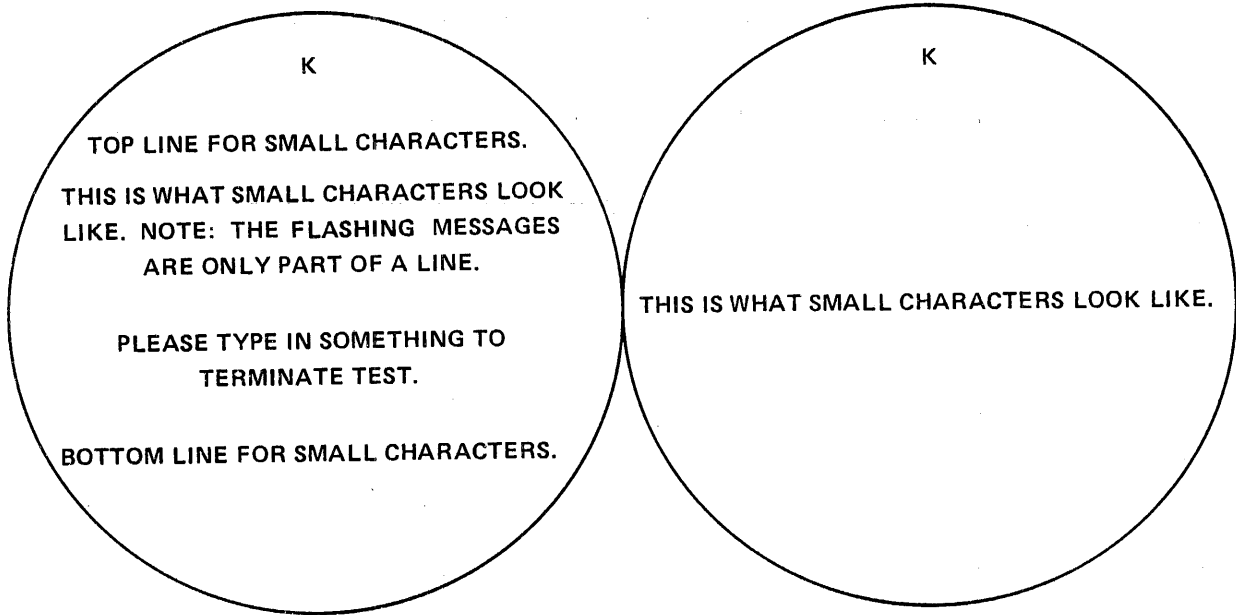 K
TOP LINE FOR SMALL CHARACTERS.
THIS IS WHAT SMALL CHARACTERS LOOK
LIKE. NOTE: THE FLASHING MESSAGES
ARE ONLY PART OF A LINE.
PLEASE TYPE IN SOMETHING TO
TERMINATE TEST.
BOTTOM LINE FOR SMALL CHARACTERS.
K
THIS IS WHAT SMALL CHARACTERS LOOK LIKE.